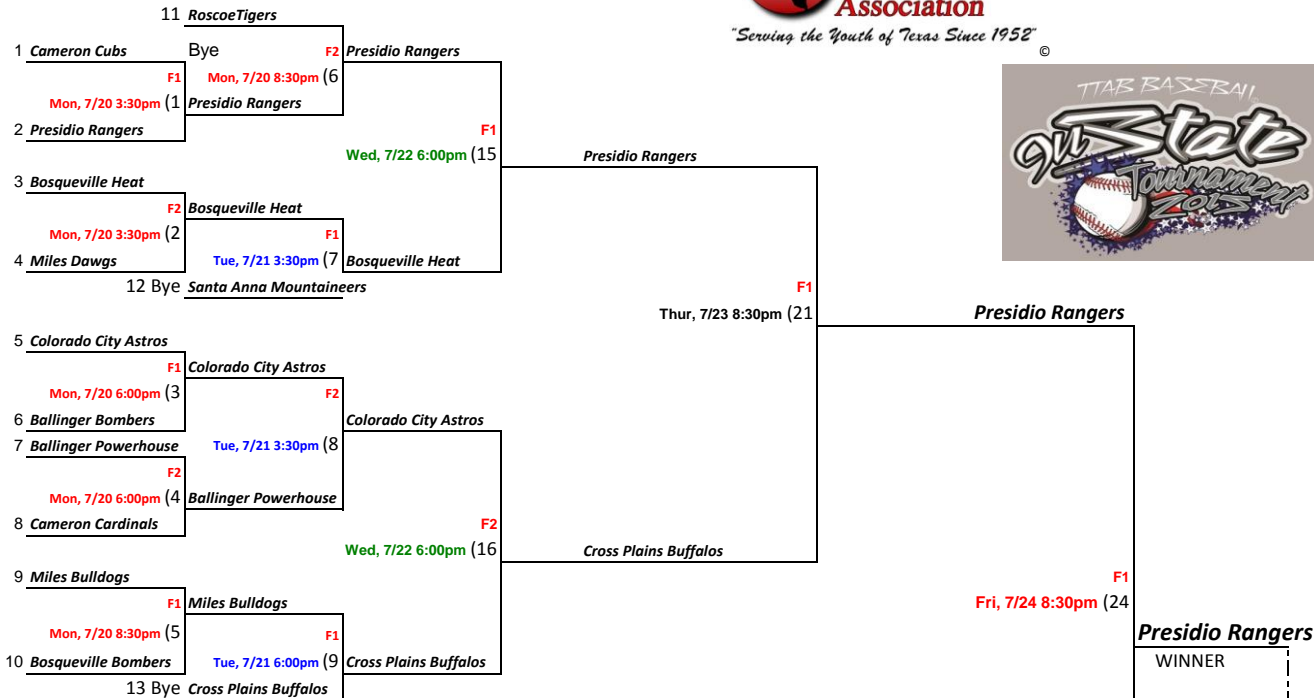 Association
"Serving the Youth of Texas Since 1952"
©
11 RoscoeTigers
1 Cameron Cubs Bye F2 Presidio Rangers
F1 Mon, 7/20 8:30pm (6
Mon, 7/20 3:30pm (1 Presidio Rangers
2 Presidio Rangers F1
Wed, 7/22 6:00pm (15 Presidio Rangers
3 Bosqueville Heat
F2 Bosqueville Heat
Mon, 7/20 3:30pm (2 F1
4 Miles Dawgs Tue, 7/21 3:30pm (7 Bosqueville Heat
12 Bye Santa Anna Mountaineers F1
Thur, 7/23 8:30pm (21 Presidio Rangers
5 Colorado City Astros
F1 Colorado City Astros
Mon, 7/20 6:00pm (3 F2
6 Ballinger Bombers Colorado City Astros
7 Ballinger Powerhouse Tue, 7/21 3:30pm (8
F2
Mon, 7/20 6:00pm (4 Ballinger Powerhouse
8 Cameron Cardinals F2
Wed, 7/22 6:00pm (16 Cross Plains Buffalos
9 Miles Bulldogs F1
F1 Miles Bulldogs Fri, 7/24 8:30pm (24
Mon, 7/20 8:30pm (5 F1 Presidio Rangers
10 Bosqueville Bombers Tue, 7/21 6:00pm (9 Cross Plains Buffalos WINNER
13 Bye Cross Plains Buffalos
TTAB BASEBALL
9U State
Tournament
2015